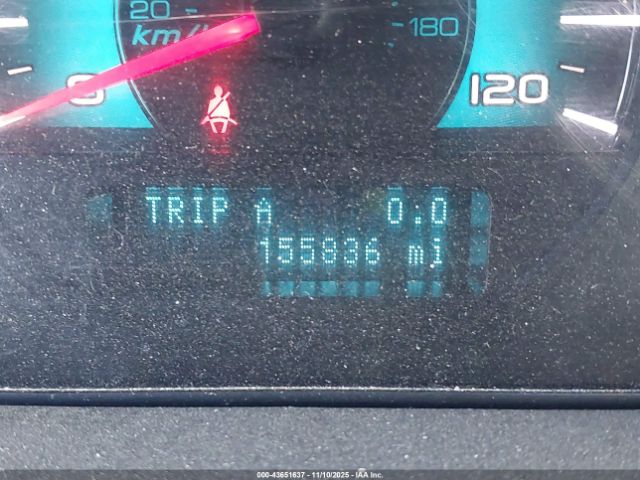 20
km/h
180
0
120
TRIP A 0.0
155836 mi
000-43651637 - 11/10/2025 - IAA Inc.